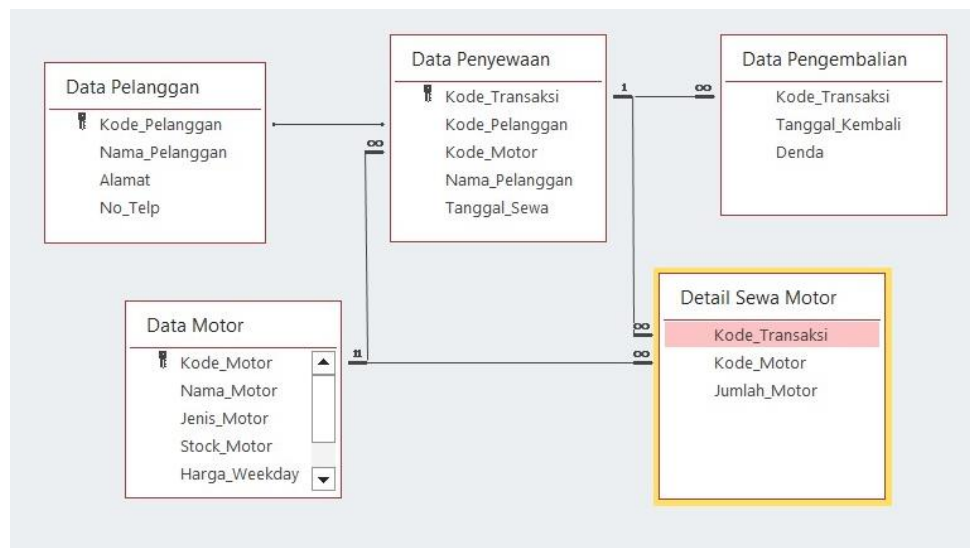 Data Pelanggan
Kode_Pelanggan
Nama_Pelanggan
Alamat
No_Telp
Data Penyewaan
Kode_Transaksi
Kode_Pelanggan
Kode_Motor
Nama_Pelanggan
Tanggal_Sewa
1
∞
∞
Data Pengembalian
Kode_Transaksi
Tanggal_Kembali
Denda
Data Motor
Kode_Motor
Nama_Motor
Jenis_Motor
Stock_Motor
Harga_Weekday
11
∞
∞
Detail Sewa Motor
Kode_Transaksi
Kode_Motor
Jumlah_Motor